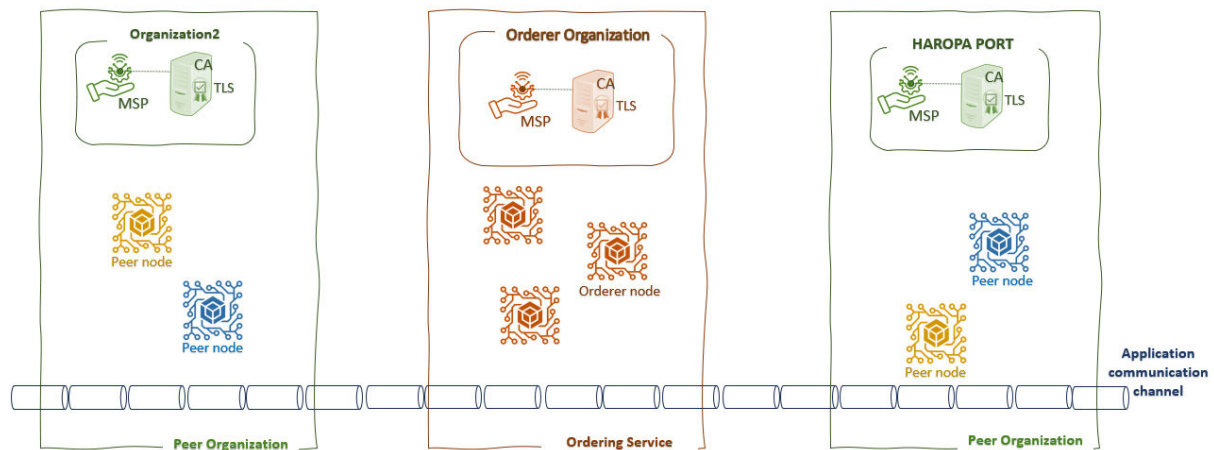 Organization2
CA
TLS
MSP
Peer node
Peer node
Peer Organization
Orderer Organization
CA
TLS
MSP
Orderer node
Ordering Service
HAROPA PORT
CA
TLS
MSP
Peer node
Peer node
Peer Organization
Application
communication
channel